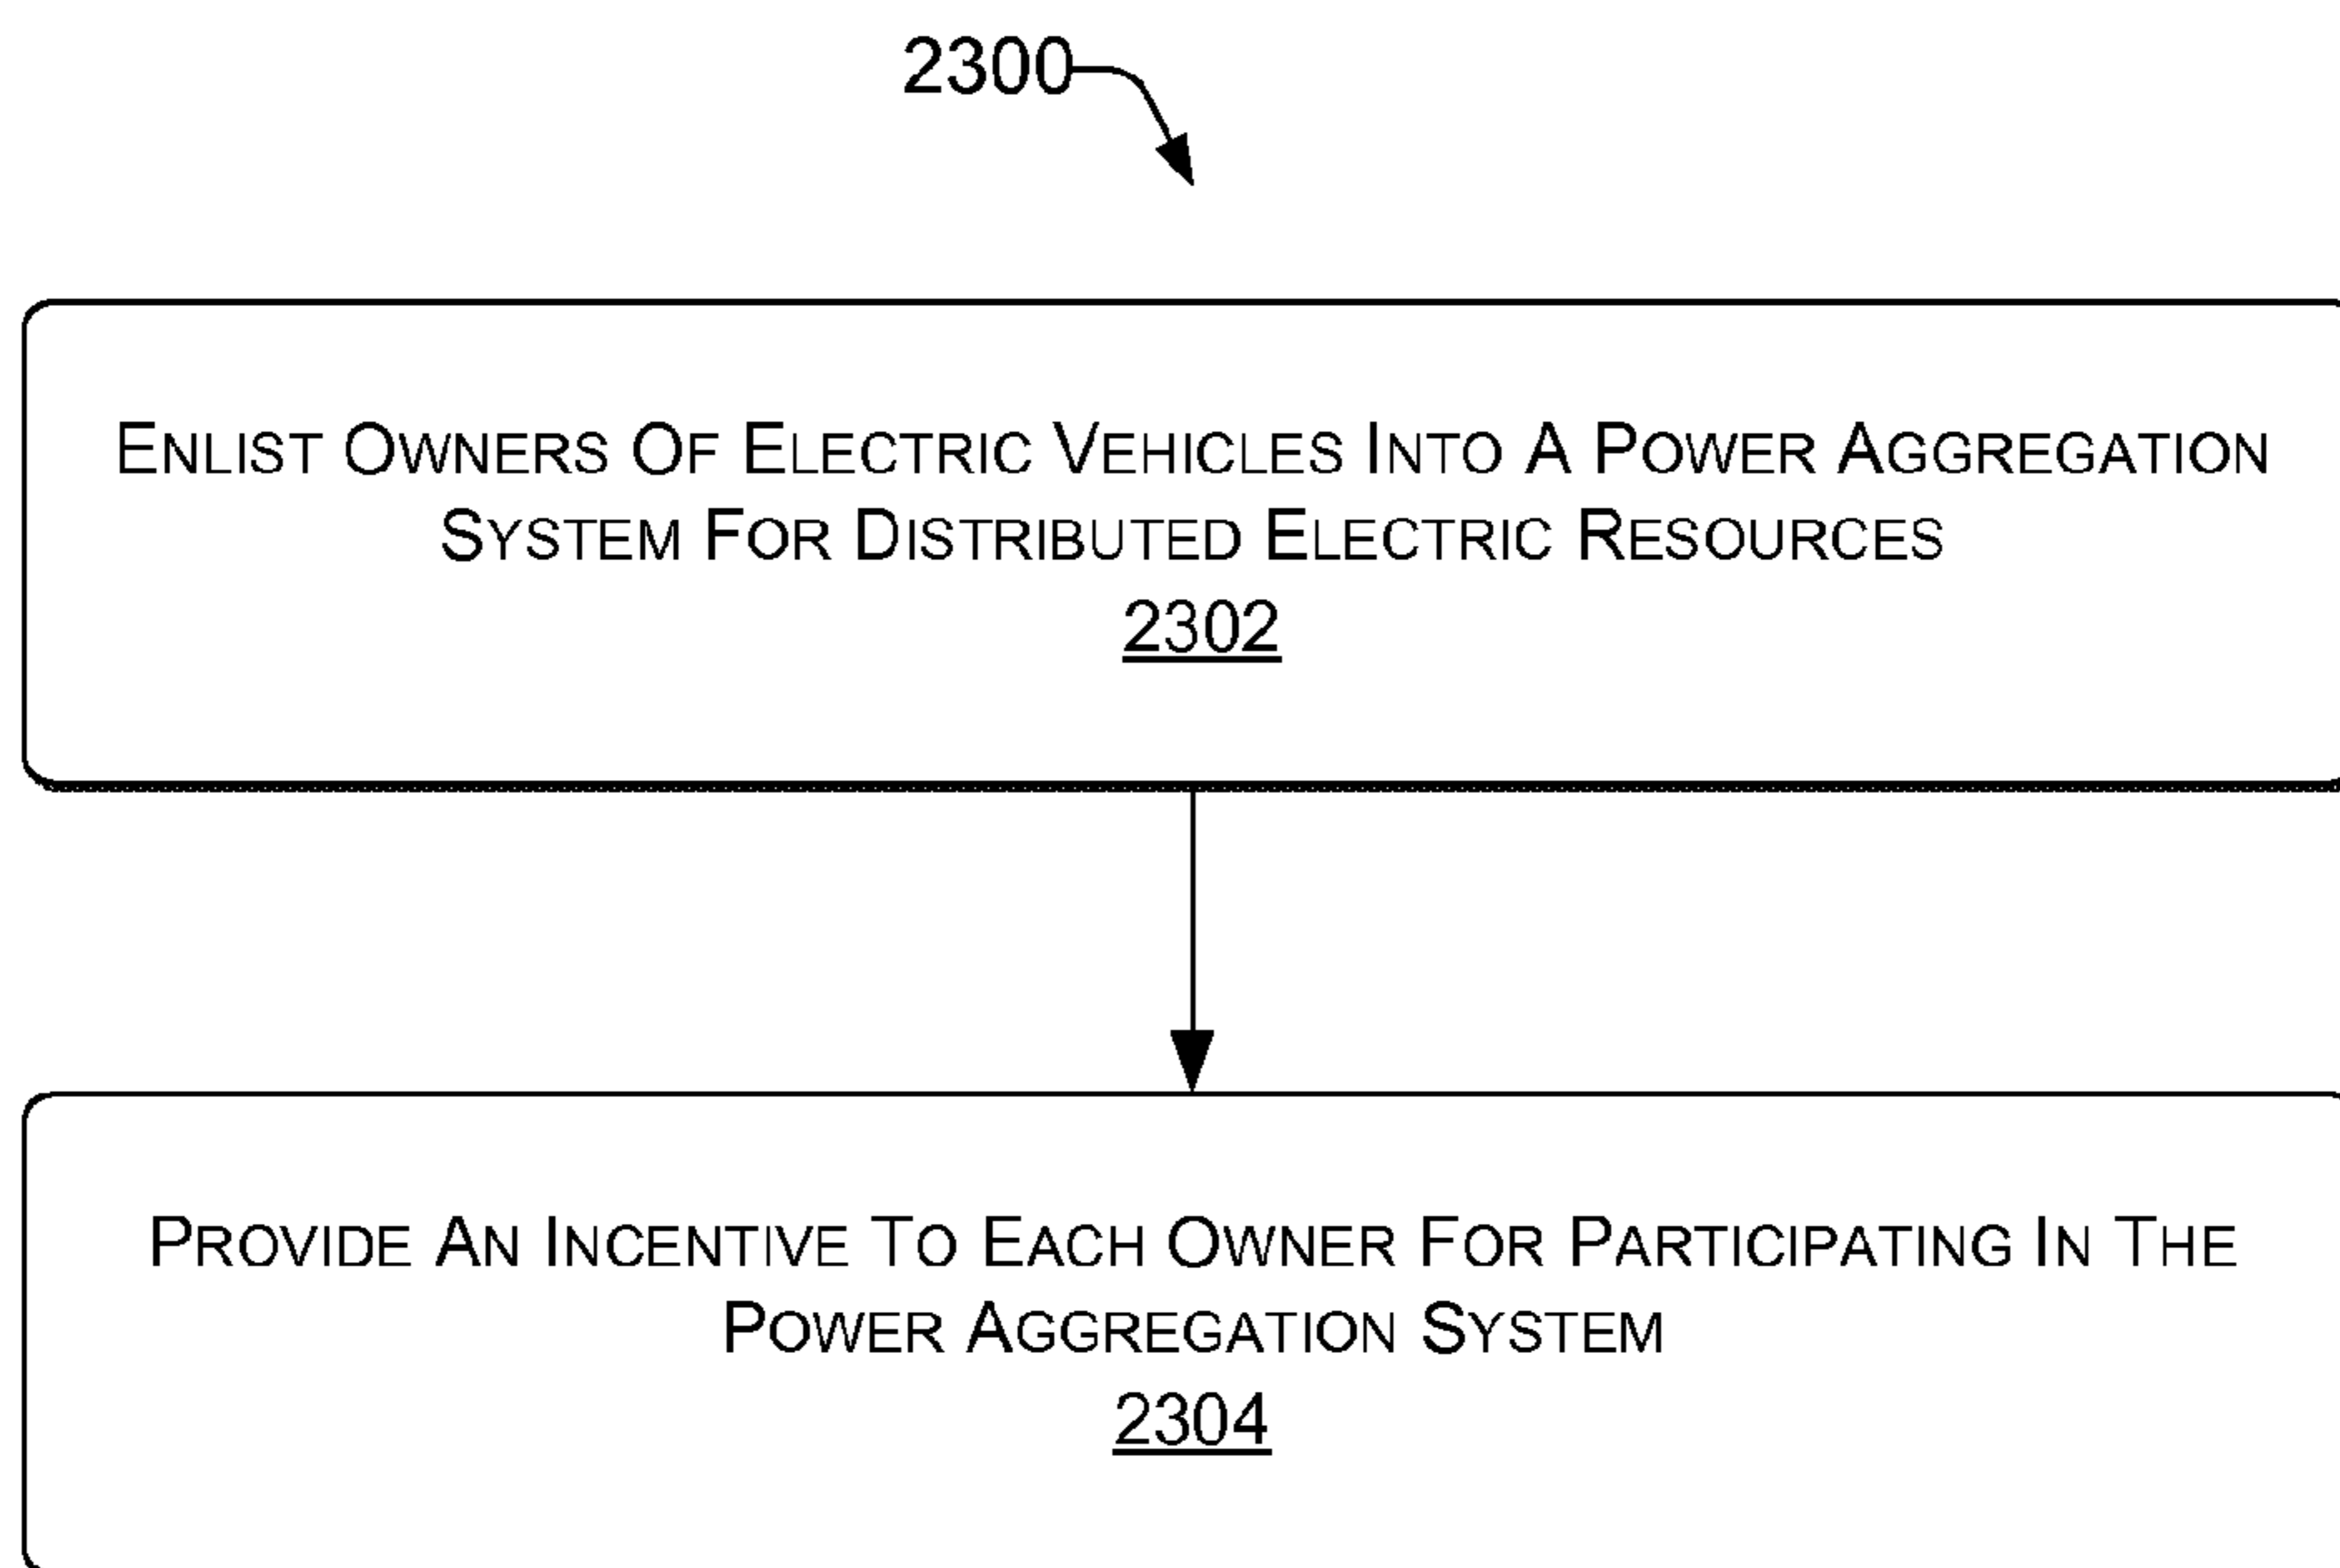 2300
ENLIST OWNERS OF ELECTRIC VEHICLES INTO A POWER AGGREGATION
SYSTEM FOR DISTRIBUTED ELECTRIC RESOURCES
2302
PROVIDE AN INCENTIVE TO EACH OWNER FOR PARTICIPATING IN THE
POWER AGGREGATION SYSTEM
2304